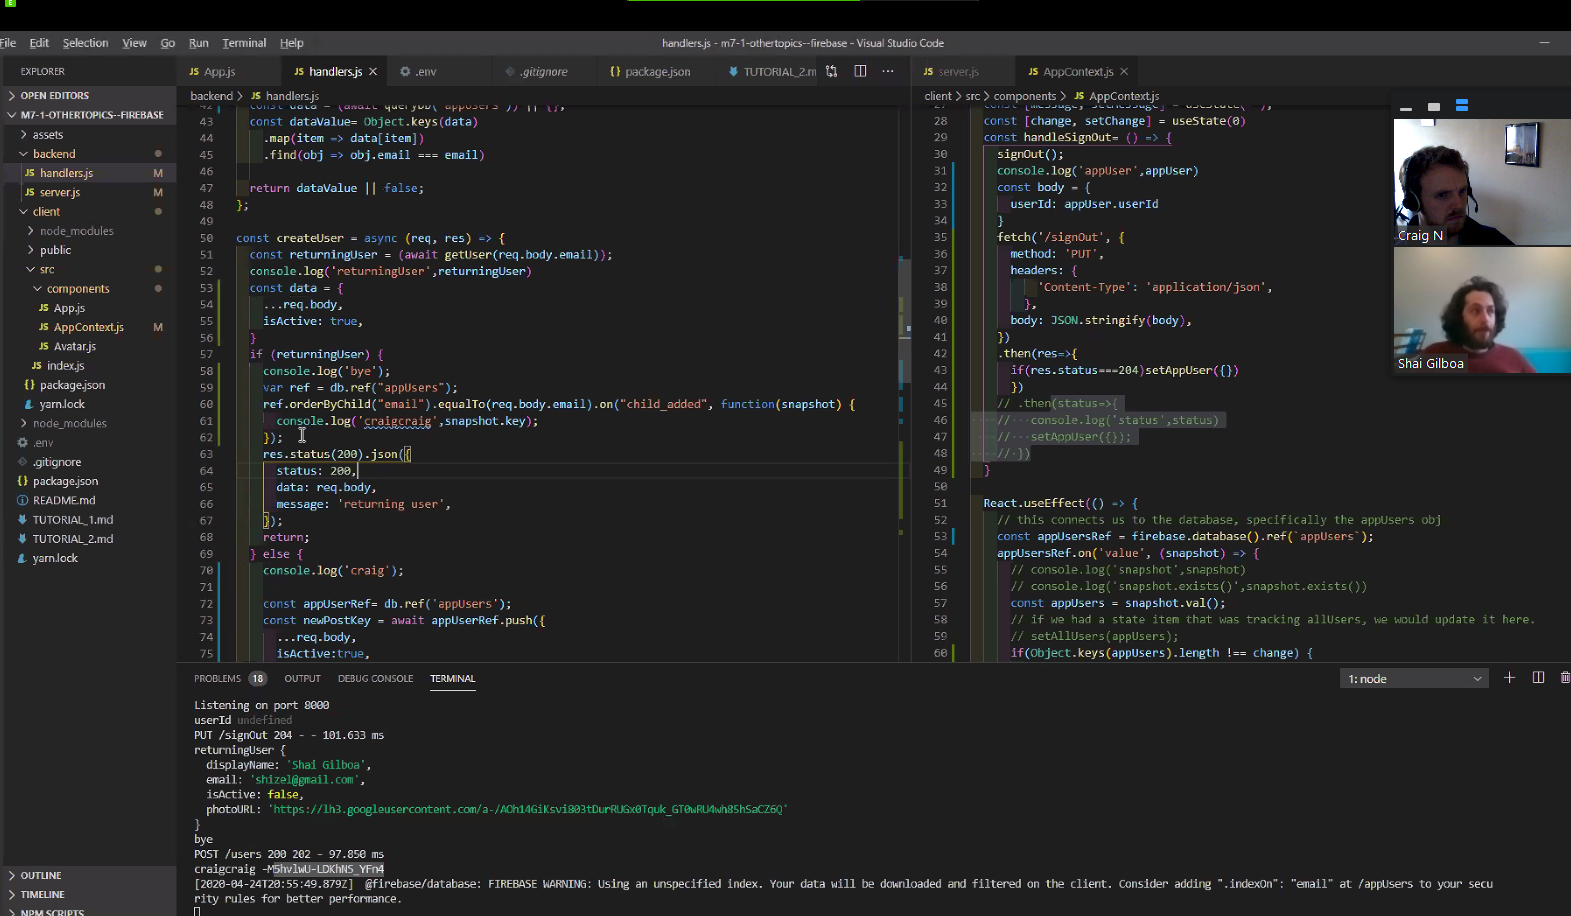 E
File Edit Selection View Go Run Terminal Help
handlers.js - m7-1-othertopics--firebase - Visual Studio Code
EXPLORER
OPEN EDITORS
M7-1-OTHERTOPICS--FIREBASE
assets
backend
JS handlers.js M
JS server.js M
client
node_modules
public
src
components
JS App.js
JS AppContext.js M
JS Avatar.js
JS index.js
{} package.json
yarn.lock
node_modules
.env
.gitignore
{} package.json
README.md
TUTORIAL_1.md
TUTORIAL_2.md
yarn.lock
OUTLINE
TIMELINE
NPM SCRIPTS
JS App.js
JS handlers.js
.env
.gitignore
{} package.json
TUTORIAL_2.m
backend > JS handlers.js
42 const data = (await queryDb('appUsers')) || {};
43 const dataValue= Object.keys(data)
44 .map(item => data[item])
45 .find(obj => obj.email === email)
46
47 return dataValue || false;
48 };
49
50 const createUser = async (req, res) => {
51 const returningUser = (await getUser(req.body.email));
52 console.log('returningUser',returningUser)
53 const data = {
54 ...req.body,
55 isActive: true,
56 }
57 if (returningUser) {
58 console.log('bye');
59 var ref = db.ref("appUsers");
60 ref.orderByChild("email").equalTo(req.body.email).on("child_added", function(snapshot) {
61 console.log('craigcraig',snapshot.key);
62 });
63 res.status(200).json({
64 status: 200,
65 data: req.body,
66 message: 'returning user',
67 });
68 return;
69 } else {
70 console.log('craig');
71
72 const appUserRef= db.ref('appUsers');
73 const newPostKey = await appUserRef.push({
74 ...req.body,
75 isActive:true,
JS server.js
JS AppContext.js
client > src > components > JS AppContext.js
27 const [message, setMessage] = useState('');
28 const [change, setChange] = useState(0)
29 const handleSignOut= () => {
30 signOut();
31 console.log('appUser',appUser)
32 const body = {
33 userId: appUser.userId
34 }
35 fetch('/signOut', {
36 method: 'PUT',
37 headers: {
38 'Content-Type': 'application/json',
39 },
40 body: JSON.stringify(body),
41 })
42 .then(res=>{
43 if(res.status===204)setAppUser({})
44 })
45 // .then(status=>{
46 // console.log('status',status)
47 // setAppUser({});
48 // })
49 }
50
51 React.useEffect(() => {
52 // this connects us to the database, specifically the appUsers obj
53 const appUsersRef = firebase.database().ref(`appUsers`);
54 appUsersRef.on('value', (snapshot) => {
55 // console.log('snapshot',snapshot)
56 // console.log('snapshot.exists()',snapshot.exists())
57 const appUsers = snapshot.val();
58 // if we had a state item that was tracking allUsers, we would update it here.
59 // setAllUsers(appUsers);
60 if(Object.keys(appUsers).length !== change) {
Craig N
Shai Gilboa
PROBLEMS 18 OUTPUT DEBUG CONSOLE TERMINAL
1: node
Listening on port 8000
userId undefined
PUT /signOut 204 - - 101.633 ms
returningUser {
displayName: 'Shai Gilboa',
email: 'shizel@gmail.com',
isActive: false,
photoURL: 'https://lh3.googleusercontent.com/a-/AOh14GiKsvi803tDurRUGx0Tquk_GT0wRU4wh85hSaCZ6Q'
}
bye
POST /users 200 202 - 97.850 ms
craigcraig -M5hvlwU-LDKhNS_YFn4
[2020-04-24T20:55:49.879Z] @firebase/database: FIREBASE WARNING: Using an unspecified index. Your data will be downloaded and filtered on the client. Consider adding ".indexOn": "email" at /appUsers to your secu
rity rules for better performance.